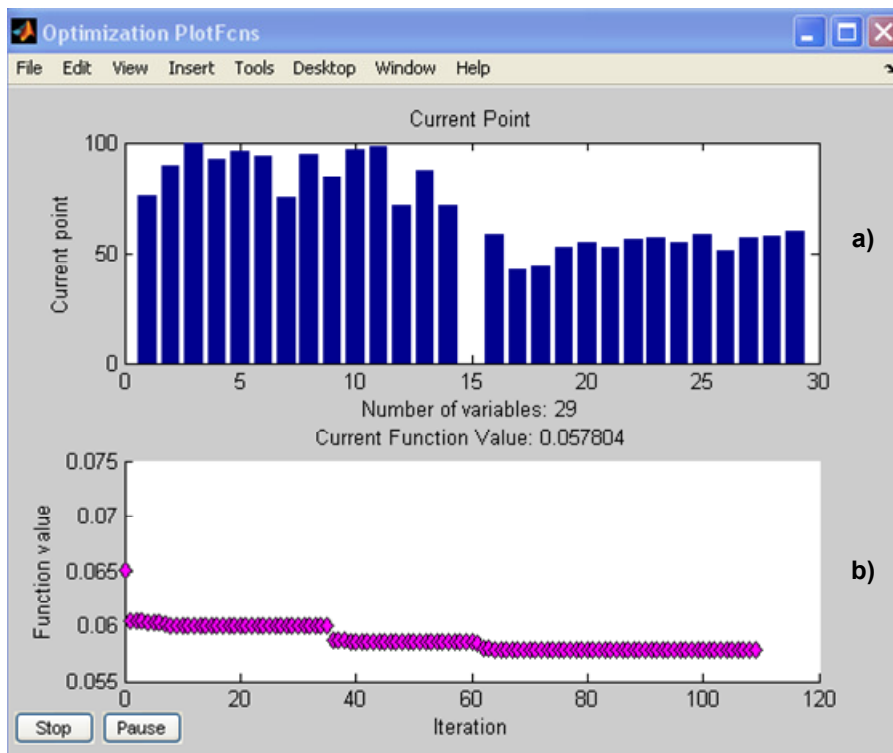 Optimization PlotFcns
File Edit View Insert Tools Desktop Window Help
Current Point
100
50
0
Current point
0 5 10 15 20 25 30
Number of variables: 29
a)
Current Function Value: 0.057804
0.075
0.07
0.065
0.06
0.055
Function value
0 20 40 60 80 100 120
Iteration
b)
Stop Pause